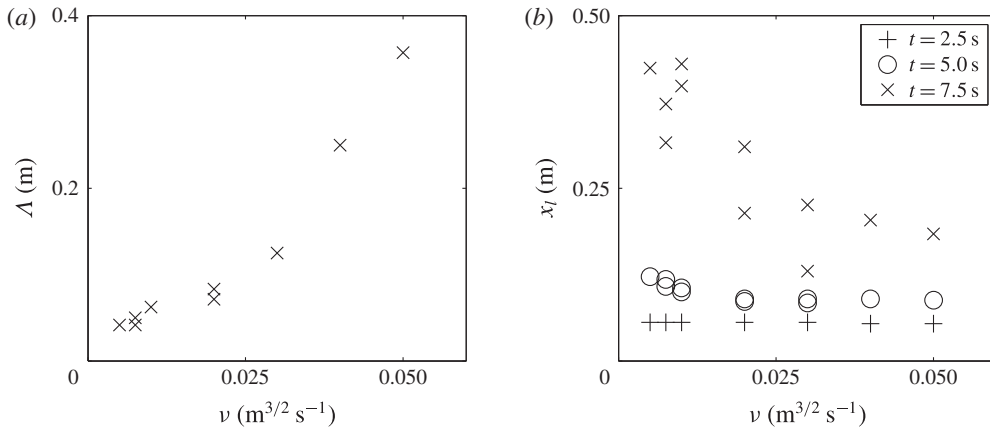 (a)
0.4
0.2
0
0.025
0.050
Λ (m)
ν (m^{3/2} s^{−1})
(b)
0.50
0.25
0
0.025
0.050
x_l (m)
ν (m^{3/2} s^{−1})
t = 2.5 s
t = 5.0 s
t = 7.5 s